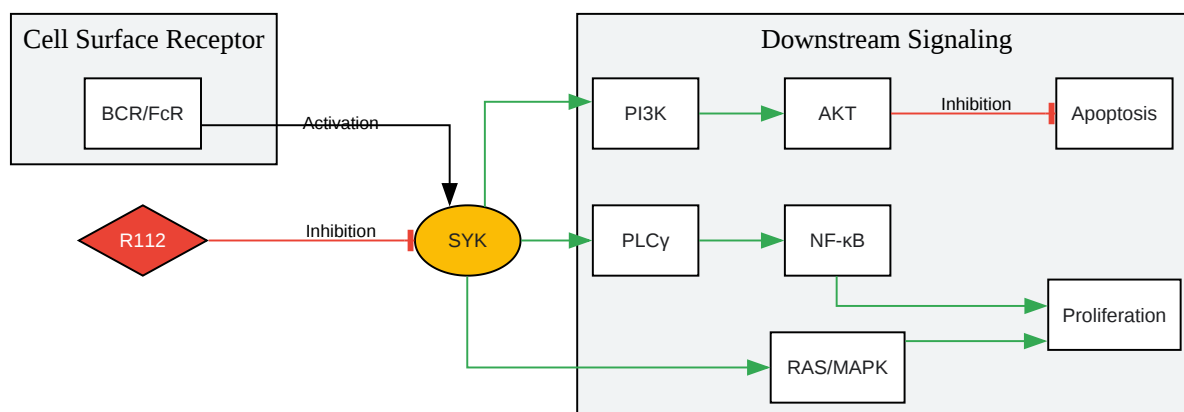 Cell Surface Receptor
Downstream Signaling
BCR/FcR
Activation
PI3K
AKT
Inhibition
Apoptosis
R112
Inhibition
SYK
PLCγ
NF-κB
Proliferation
RAS/MAPK